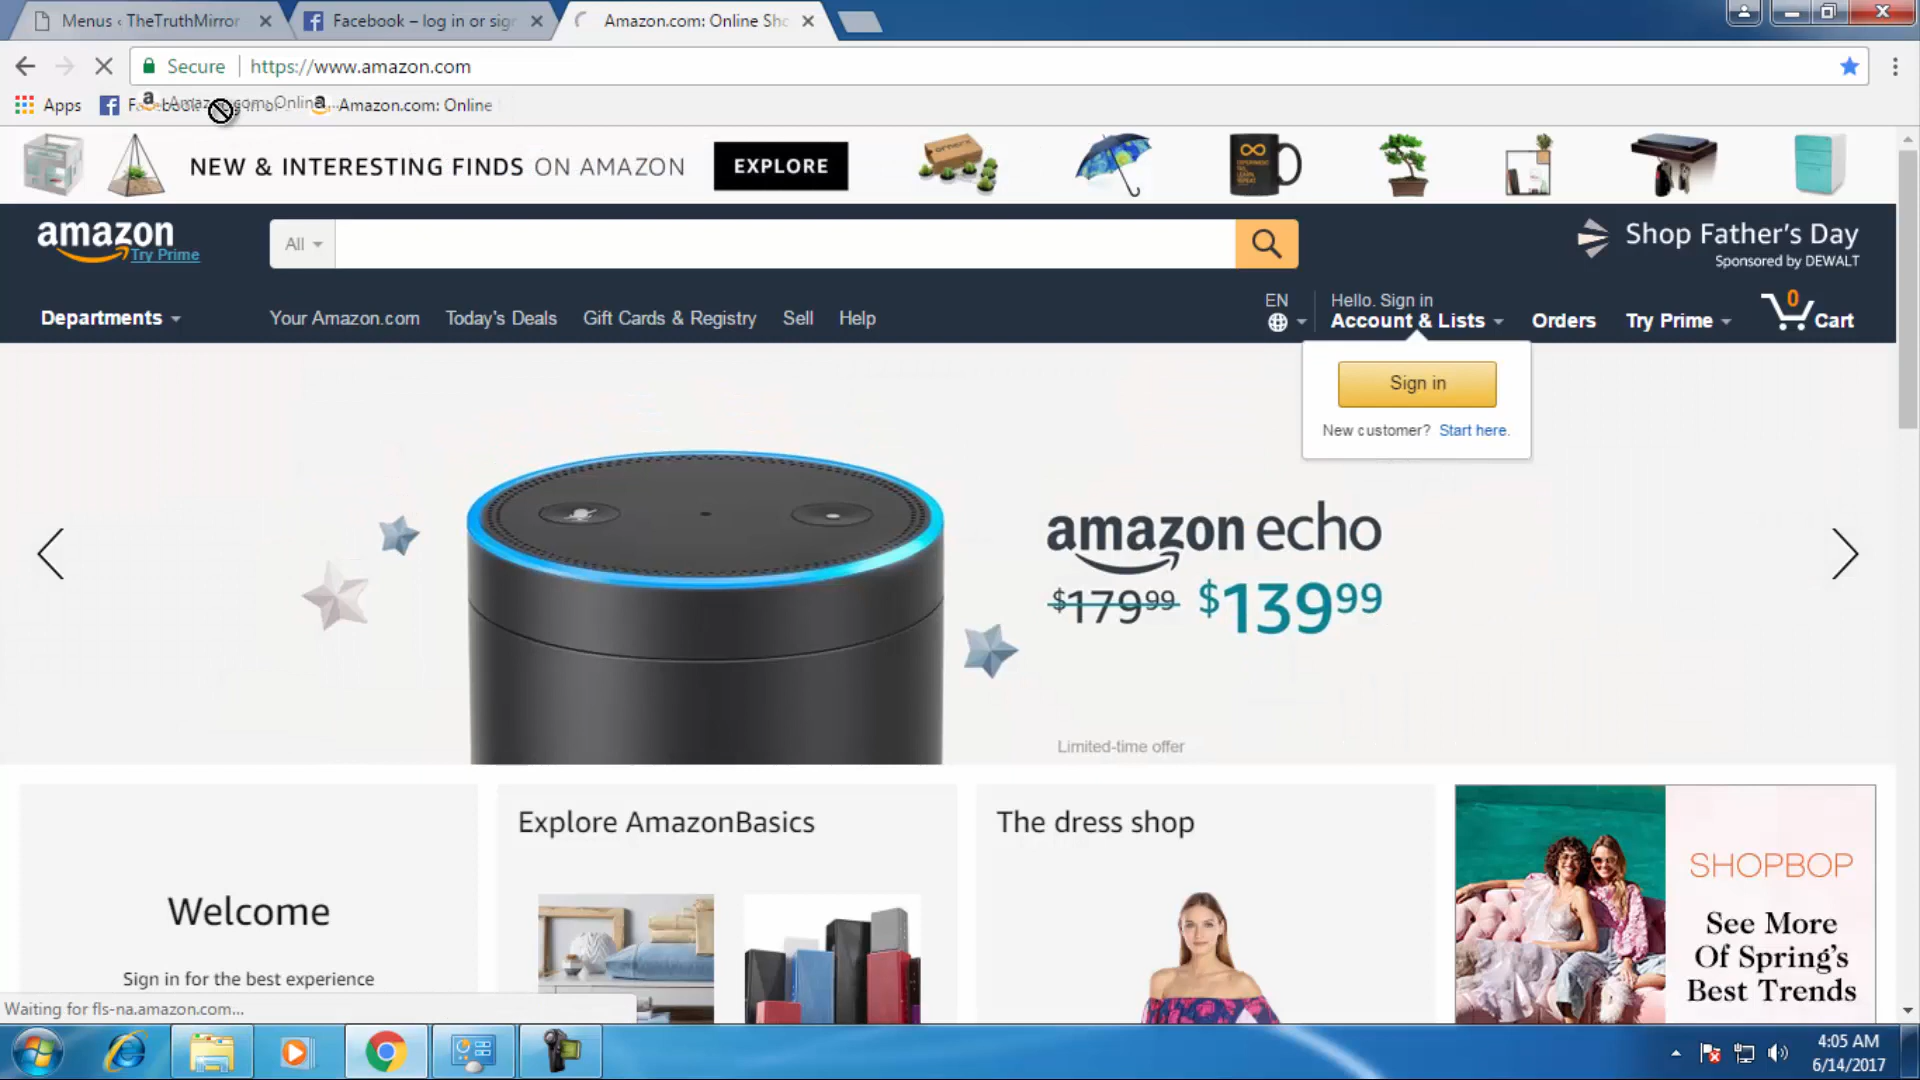 Menus ‹ TheTruthMirror
Facebook – log in or sign
Amazon.com: Online Sho
Secure
https://www.amazon.com
Apps
Amazon.com: Online ...
Amazon.com: Online
NEW & INTERESTING FINDS ON AMAZON
EXPLORE
amazon
Try Prime
All
Shop Father's Day
Sponsored by DEWALT
Departments
Your Amazon.com
Today's Deals
Gift Cards & Registry
Sell
Help
EN
Hello. Sign in
Account & Lists
Orders
Try Prime
0
Cart
Sign in
New customer? Start here.
amazon echo
$179.99 $139.99
Limited-time offer
Welcome
Sign in for the best experience
Explore AmazonBasics
The dress shop
SHOPBOP
See More
Of Spring's
Best Trends
Waiting for fls-na.amazon.com...
4:05 AM
6/14/2017